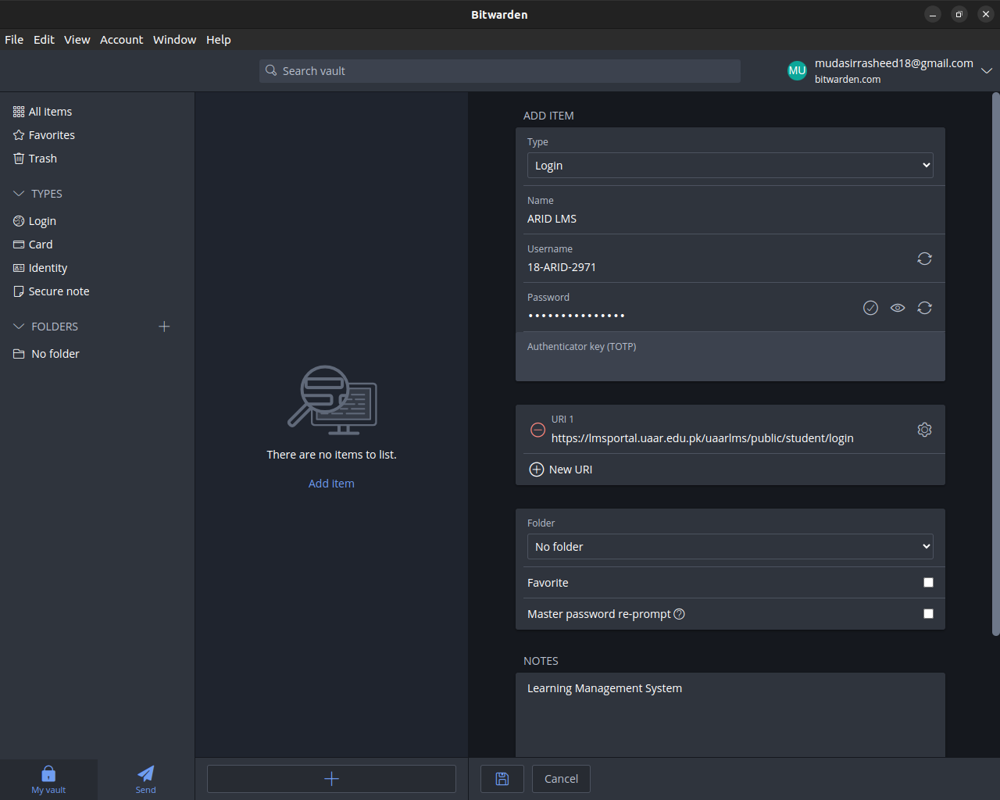 Bitwarden
File Edit View Account Window Help
Search vault
MU
mudasirrasheed18@gmail.com
bitwarden.com
All items
Favorites
Trash
TYPES
Login
Card
Identity
Secure note
FOLDERS
No folder
My vault
Send
There are no items to list.
Add item
ADD ITEM
Type
Login
Name
ARID LMS
Username
18-ARID-2971
Password
•••••••••••••••
Authenticator key (TOTP)
URI 1
https://lmsportal.uaar.edu.pk/uaarlms/public/student/login
New URI
Folder
No folder
Favorite
Master password re-prompt
NOTES
Learning Management System
Cancel